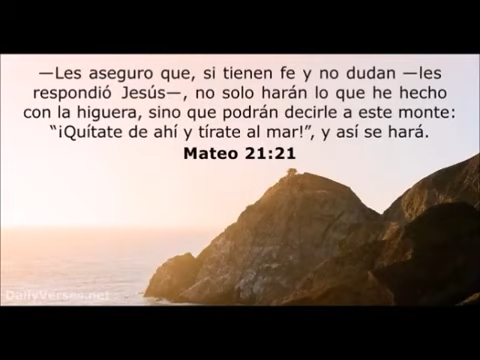 —Les aseguro que, si tienen fe y no dudan —les
respondió Jesús—, no solo harán lo que he hecho
con la higuera, sino que podrán decirle a este monte:
“¡Quítate de ahí y tírate al mar!”, y así se hará.
Mateo 21:21
DailyVerses.net